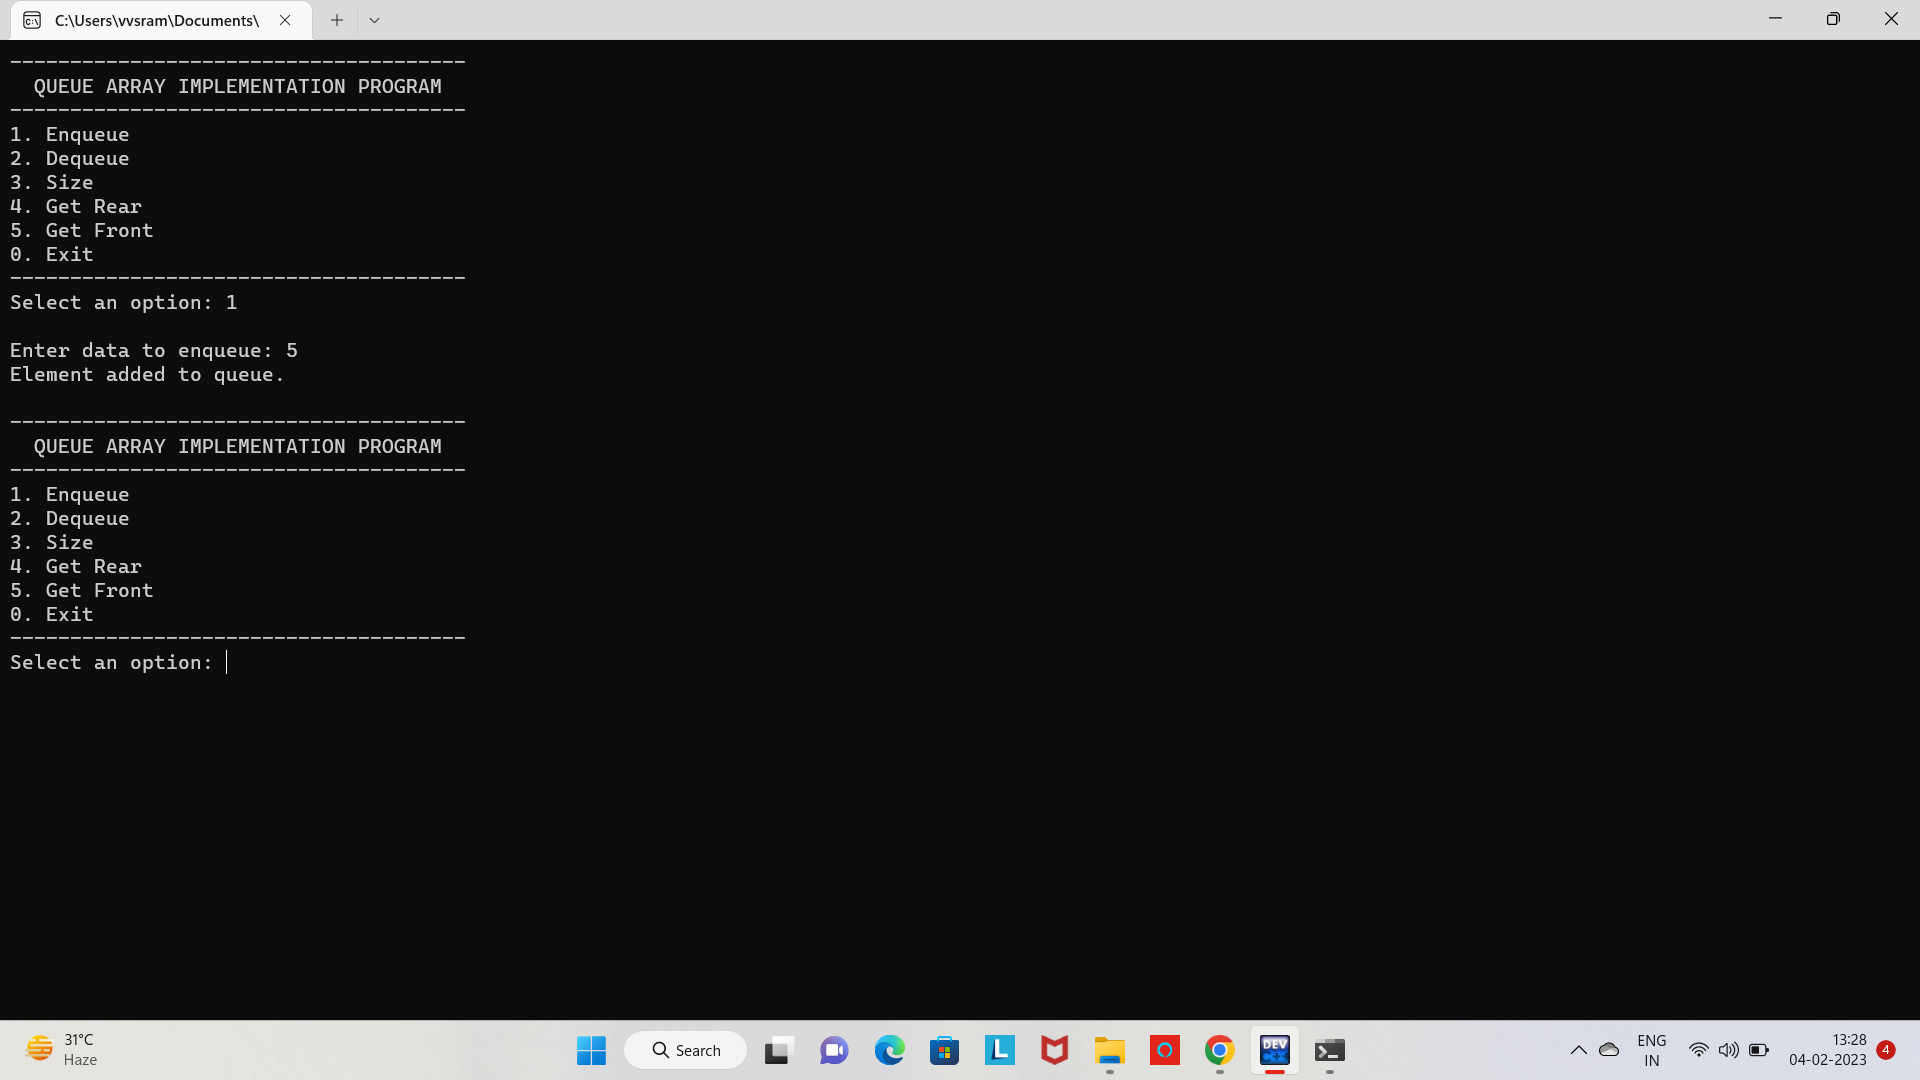 C:\Users\vvsram\Documents\
--------------------------------------
  QUEUE ARRAY IMPLEMENTATION PROGRAM
--------------------------------------
1. Enqueue
2. Dequeue
3. Size
4. Get Rear
5. Get Front
0. Exit
--------------------------------------
Select an option: 1
Enter data to enqueue: 5
Element added to queue.
--------------------------------------
  QUEUE ARRAY IMPLEMENTATION PROGRAM
--------------------------------------
1. Enqueue
2. Dequeue
3. Size
4. Get Rear
5. Get Front
0. Exit
--------------------------------------
Select an option:
31°C
Haze
Search
L
DEV
C++
ENG
IN
13:28
04-02-2023
4